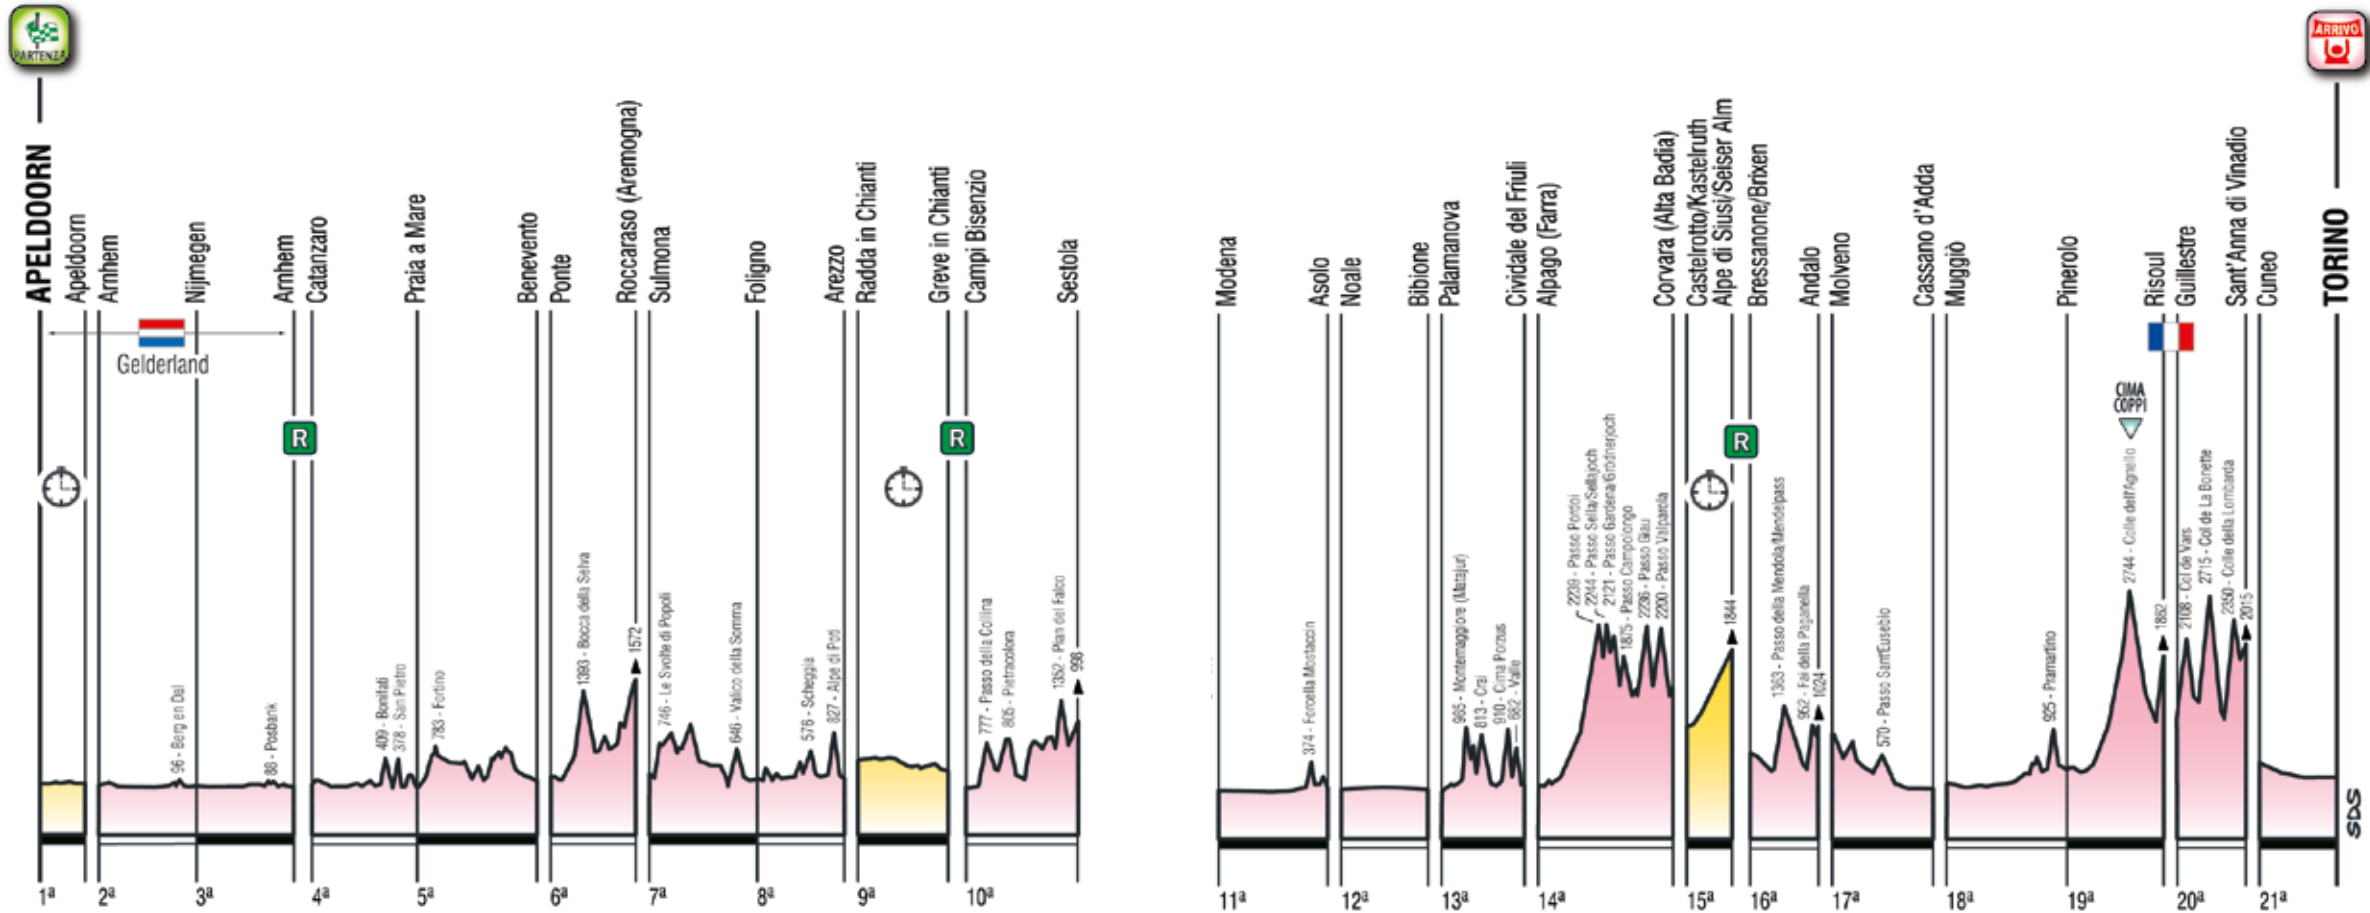 PARTENZA
APELDOORN
Apeldoorn
Arnhem
Nijmegen
Arnhem
Catanzaro
Praia a Mare
Benevento
Ponte
Roccaraso (Aremogna)
Sulmona
Foligno
Arezzo
Radda in Chianti
Greve in Chianti
Campi Bisenzio
Sestola
Modena
Asolo
Noale
Bibione
Palamanova
Cividale del Friuli
Alpago (Farra)
Corvara (Alta Badia)
Castelrotto/Kastelruth
Alpe di Siusi/Seiser Alm
Bressanone/Brixen
Andalo
Molveno
Cassano d'Adda
Muggiò
Pinerolo
Risoul
Guillestre
Sant'Anna di Vinadio
Cuneo
TORINO
ARRIVO
Gelderland
R
R
R
CIMA
COPPI
96 - Berg en Dal
88 - Posbank
409 - Bonifati
378 - San Pietro
783 - Fortino
1393 - Bocca della Selva
1572
746 - Le Svolte di Popoli
646 - Valico della Somma
576 - Scheggia
827 - Alpe di Poti
777 - Passo della Collina
805 - Pietracolora
1352 - Pian del Falco
998
374 - Forcella Mostaccin
965 - Montemaggiore (Matajur)
813 - Crai
910 - Cima Porzus
682 - Valle
2239 - Passo Pordoi
2244 - Passo Sella/Sellajoch
2121 - Passo Gardena/Grödnerjoch
1875 - Passo Campolongo
2236 - Passo Giau
2200 - Passo Valparola
1844
1363 - Passo della Mendola/Mendelpass
952 - Fai della Paganella
1024
570 - Passo Sant'Eusebio
925 - Pramartino
2744 - Colle dell'Agnello
1862
2108 - Col de Vars
2715 - Col de La Bonette
2350 - Colle della Lombarda
2015
SDS
1ª
2ª
3ª
4ª
5ª
6ª
7ª
8ª
9ª
10ª
11ª
12ª
13ª
14ª
15ª
16ª
17ª
18ª
19ª
20ª
21ª